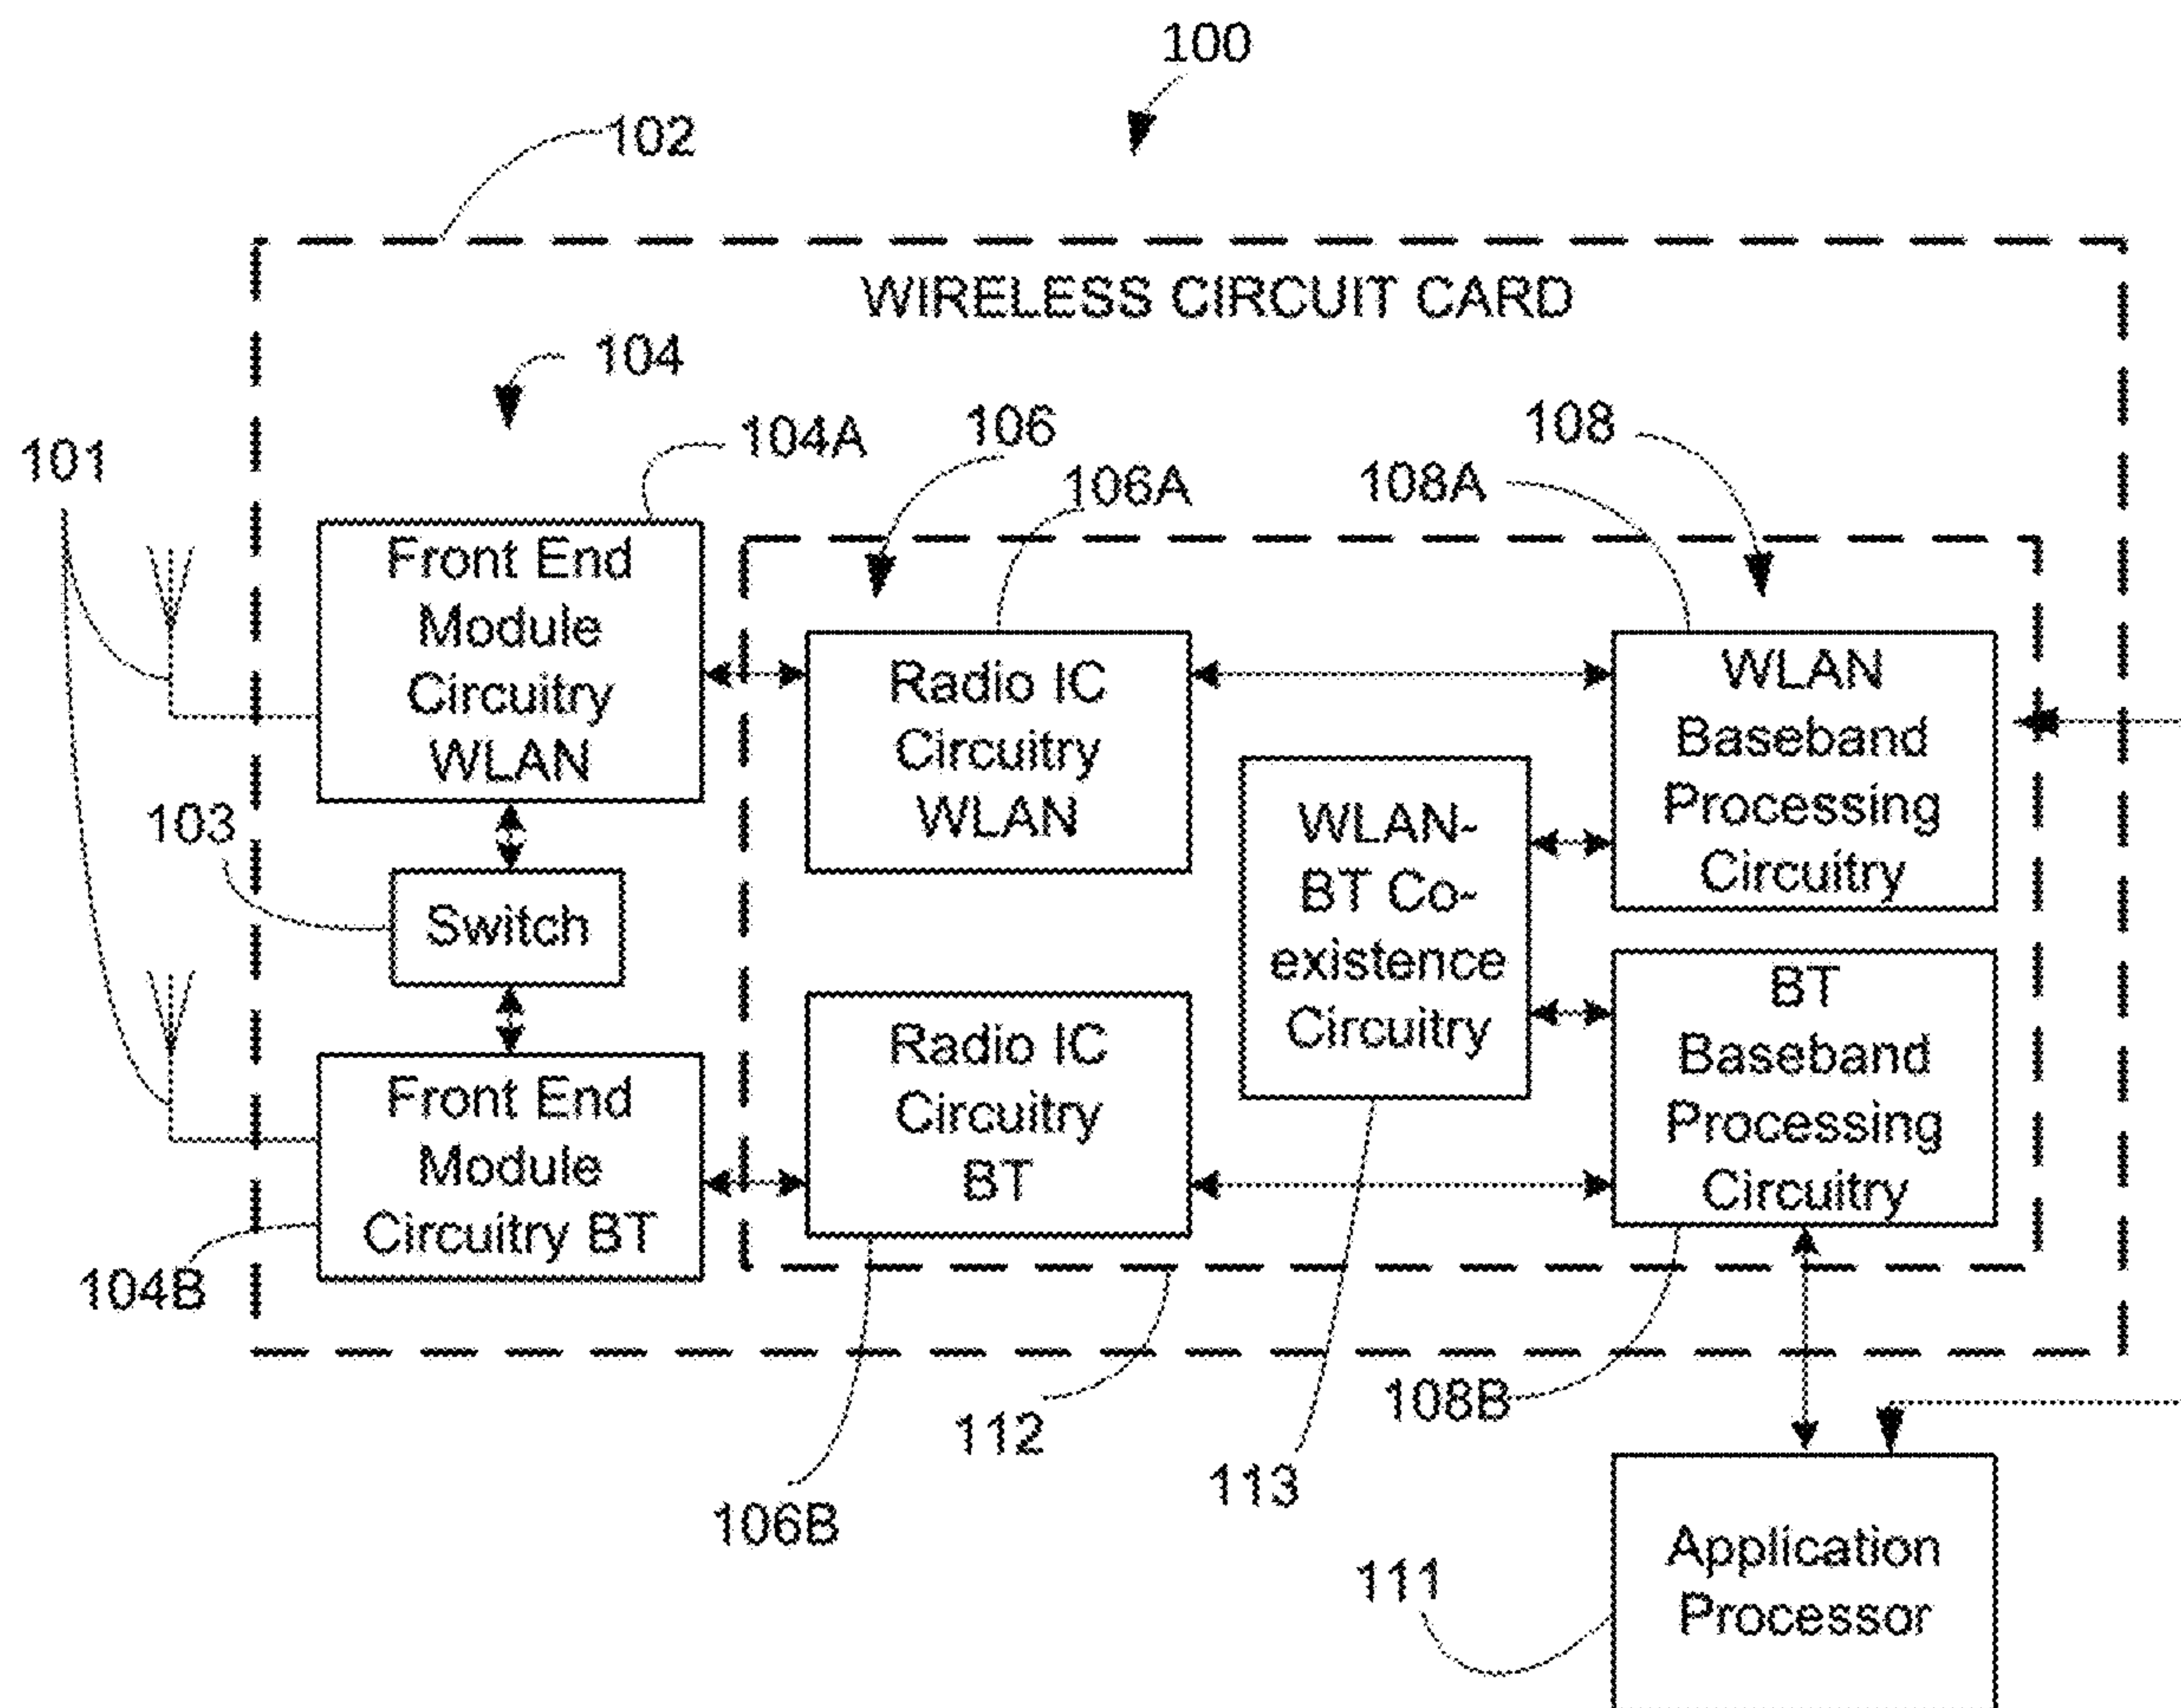 100
102
WIRELESS CIRCUIT CARD
104
104A
106
106A
108
108A
101
Front End
Module
Circuitry
WLAN
Radio IC
Circuitry
WLAN
WLAN
Baseband
Processing
Circuitry
103
Switch
WLAN-
BT Co-
existence
Circuitry
Front End
Module
Circuitry BT
Radio IC
Circuitry
BT
BT
Baseband
Processing
Circuitry
104B
106B
112
113
108B
111
Application
Processor